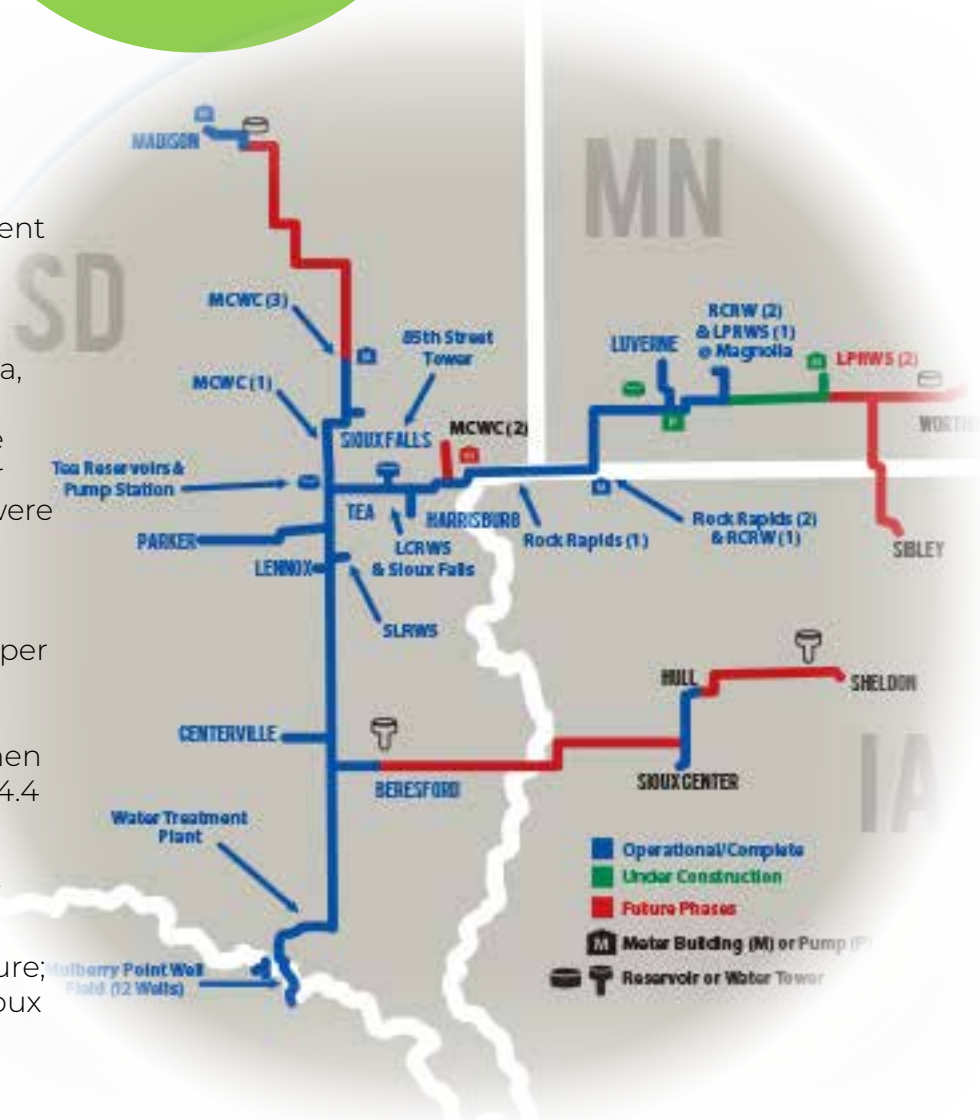 ent
a,
e
were
per
hen
4.4
ure;
oux
MADISON
MN
SD
MCWC (3)
85th Street
Tower
MCWC (1)
SIOUX FALLS
MCWC (2)
Tea Reservoirs &
Pump Station
TEA
HARRISBURG
PARKER
LCRWS
& Sioux Falls
LENNOX
SLRWS
Rock Rapids (1)
LUVERNE
RCRW (2)
& LPRWS (1)
@ Magnolia
P
M
LPRWS (2)
WORTH
Rock Rapids (2)
& RCRW (1)
SIBLEY
CENTERVILLE
BERESFORD
HULL
SHELDON
SIOUX CENTER
IA
Water Treatment
Plant
Mulberry Point Well
Field (12 Wells)
Operational/Complete
Under Construction
Future Phases
M
Meter Building (M) or Pump (P)
Reservoir or Water Tower